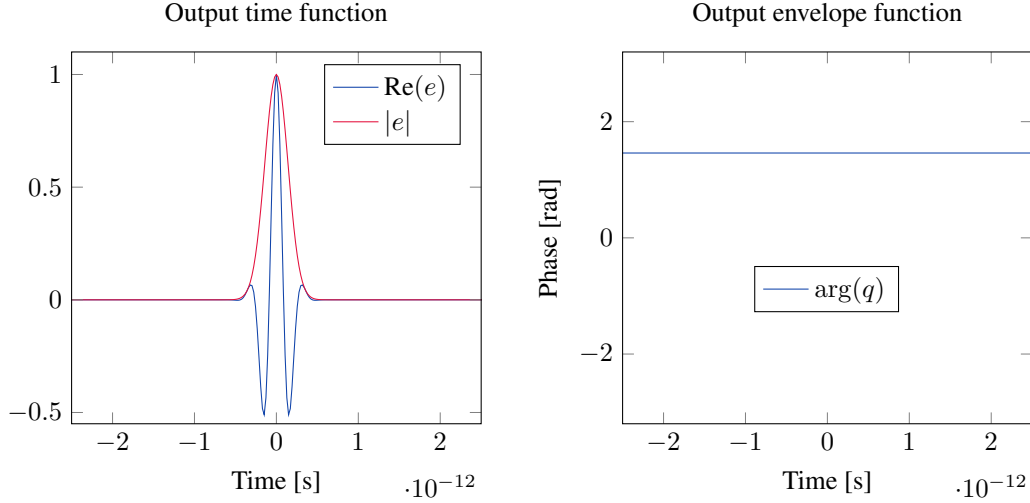 Output time function
1
0.5
0
−0.5
Re(e)
|e|
−2 −1 0 1 2
Time [s]
·10−12
Output envelope function
Phase [rad]
2
0
−2
arg(q)
−2 −1 0 1 2
Time [s]
·10−12